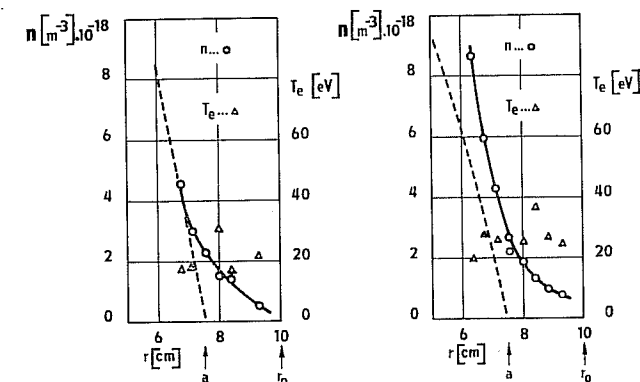 n[m⁻³].10⁻¹⁸
n... o
Tₑ... △
Tₑ [eV]
8
6
4
2
0
60
40
20
0
6
8
10
r[cm]
a
r₀
n[m⁻³].10⁻¹⁸
n... o
Tₑ...△
Tₑ [eV]
8
6
4
2
0
60
40
20
0
6
8
10
r[cm]
a
r₀